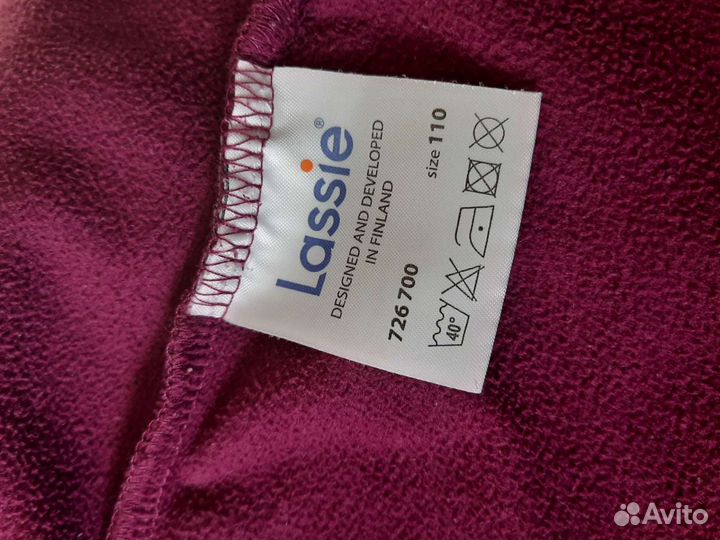 Lassie®
DESIGNED AND DEVELOPED
IN FINLAND
726 700
size 110
40°
Avito